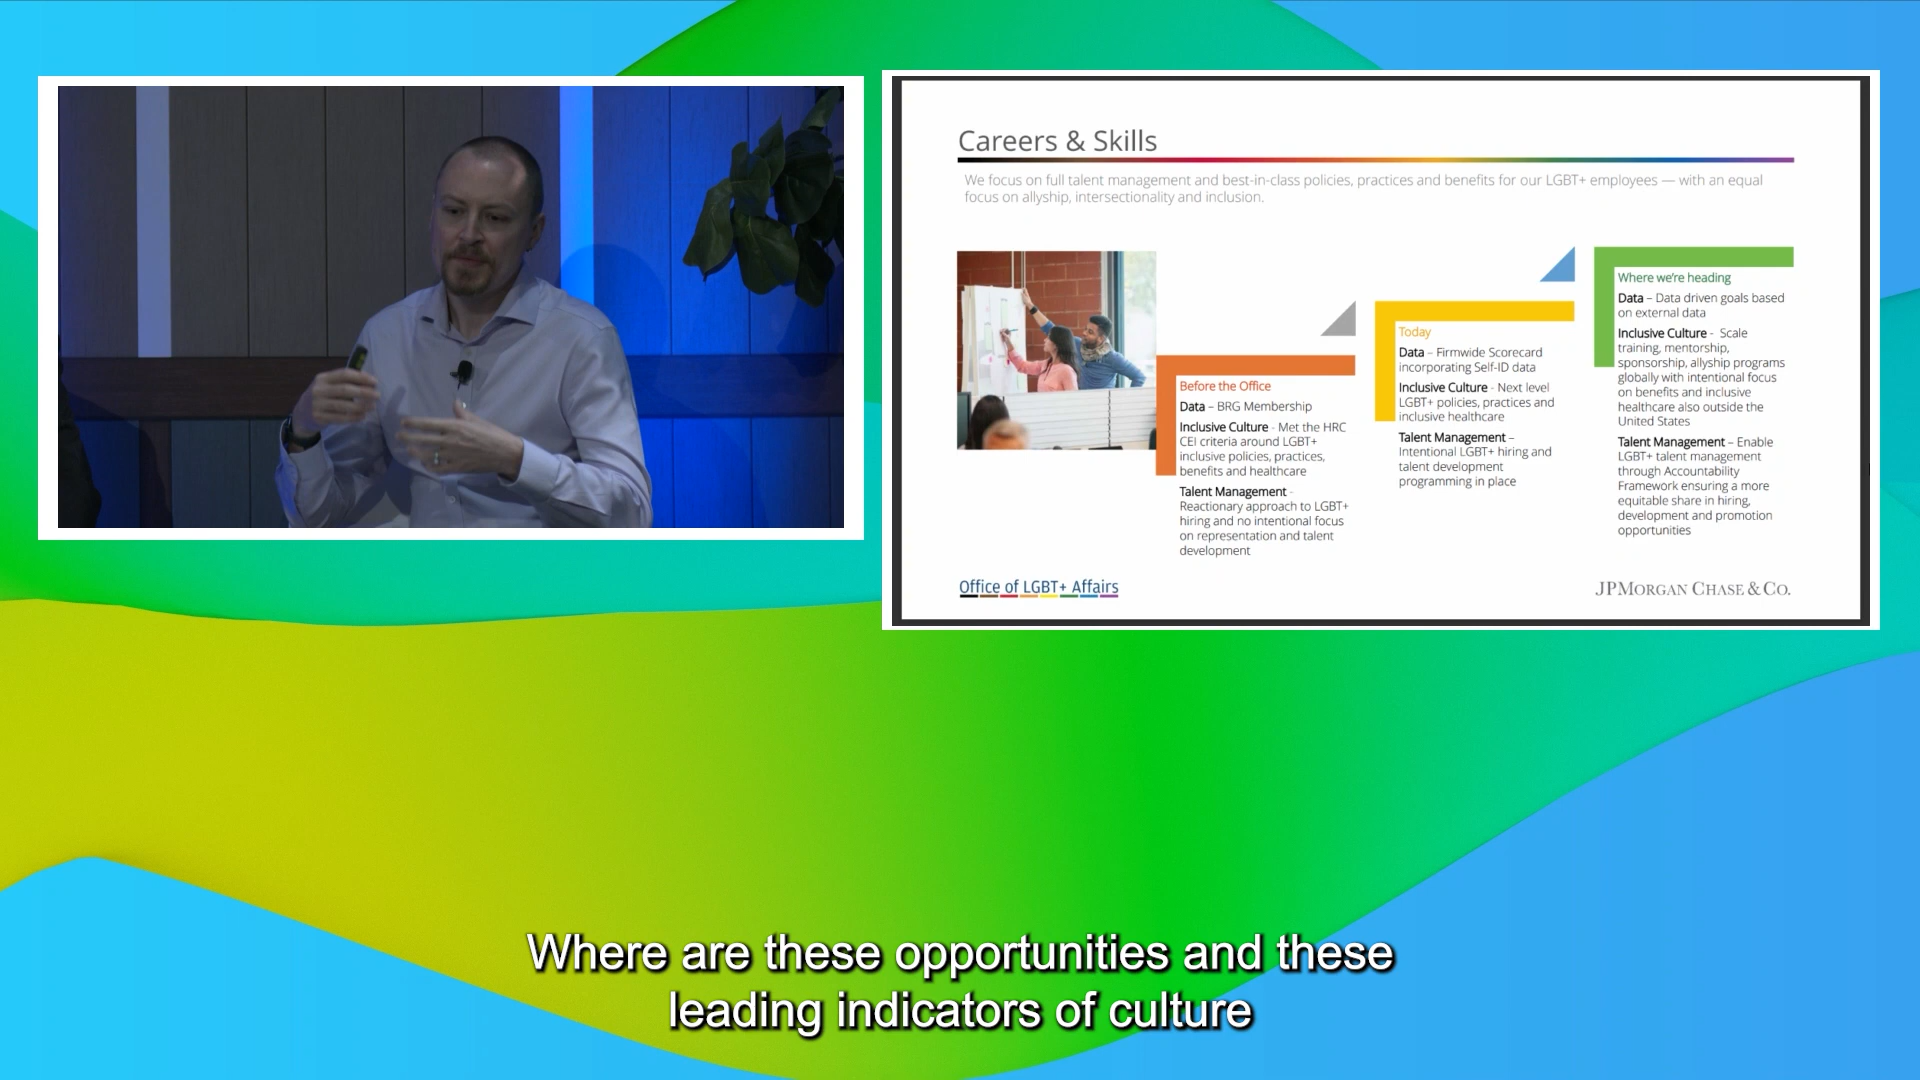 Careers & Skills
We focus on full talent management and best-in-class policies, practices and benefits for our LGBT+ employees — with an equal
focus on allyship, intersectionality and inclusion.
Before the Office
Data – BRG Membership
Inclusive Culture - Met the HRC
CEI criteria around LGBT+
inclusive policies, practices,
benefits and healthcare
Talent Management -
Reactionary approach to LGBT+
hiring and no intentional focus
on representation and talent
development
Today
Data – Firmwide Scorecard
incorporating Self-ID data
Inclusive Culture - Next level
LGBT+ policies, practices and
inclusive healthcare
Talent Management –
Intentional LGBT+ hiring and
talent development
programming in place
Where we're heading
Data – Data driven goals based
on external data
Inclusive Culture - Scale
training, mentorship,
sponsorship, allyship programs
globally with intentional focus
on benefits and inclusive
healthcare also outside the
United States
Talent Management – Enable
LGBT+ talent management
through Accountability
Framework ensuring a more
equitable share in hiring,
development and promotion
opportunities
Office of LGBT+ Affairs
JPMORGAN CHASE & CO.
Where are these opportunities and these
leading indicators of culture